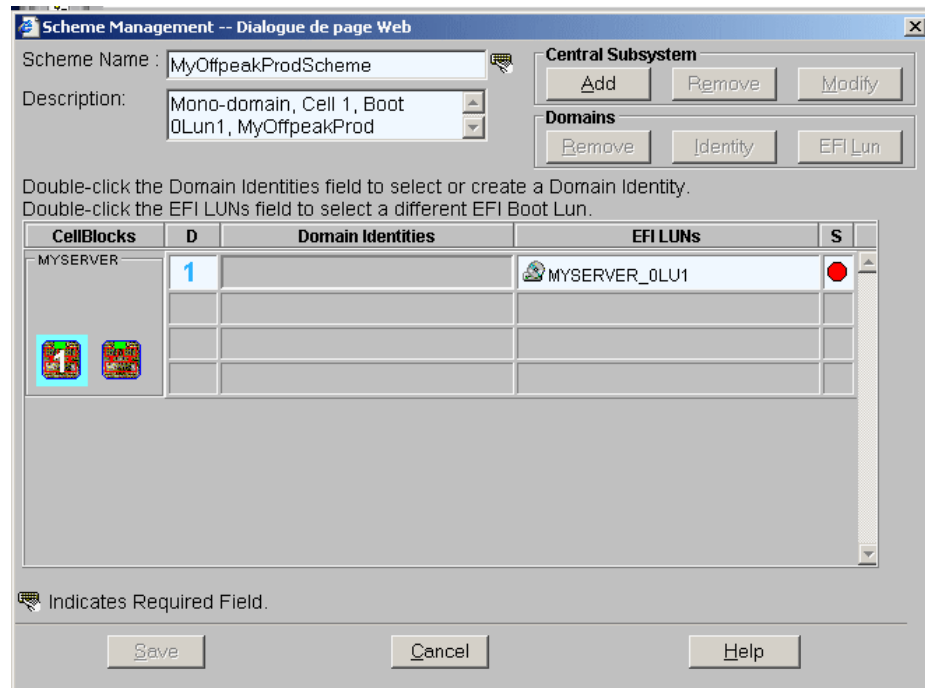 Scheme Management -- Dialogue de page Web
Scheme Name : MyOffpeakProdScheme
Description: Mono-domain, Cell 1, Boot
0Lun1, MyOffpeakProd
Central Subsystem
Add Remove Modify
Domains
Remove Identity EFI Lun
Double-click the Domain Identities field to select or create a Domain Identity.
Double-click the EFI LUNs field to select a different EFI Boot Lun.
CellBlocks D Domain Identities EFI LUNs S
MYSERVER
1 MYSERVER_0LU1
1
Indicates Required Field.
Save Cancel Help